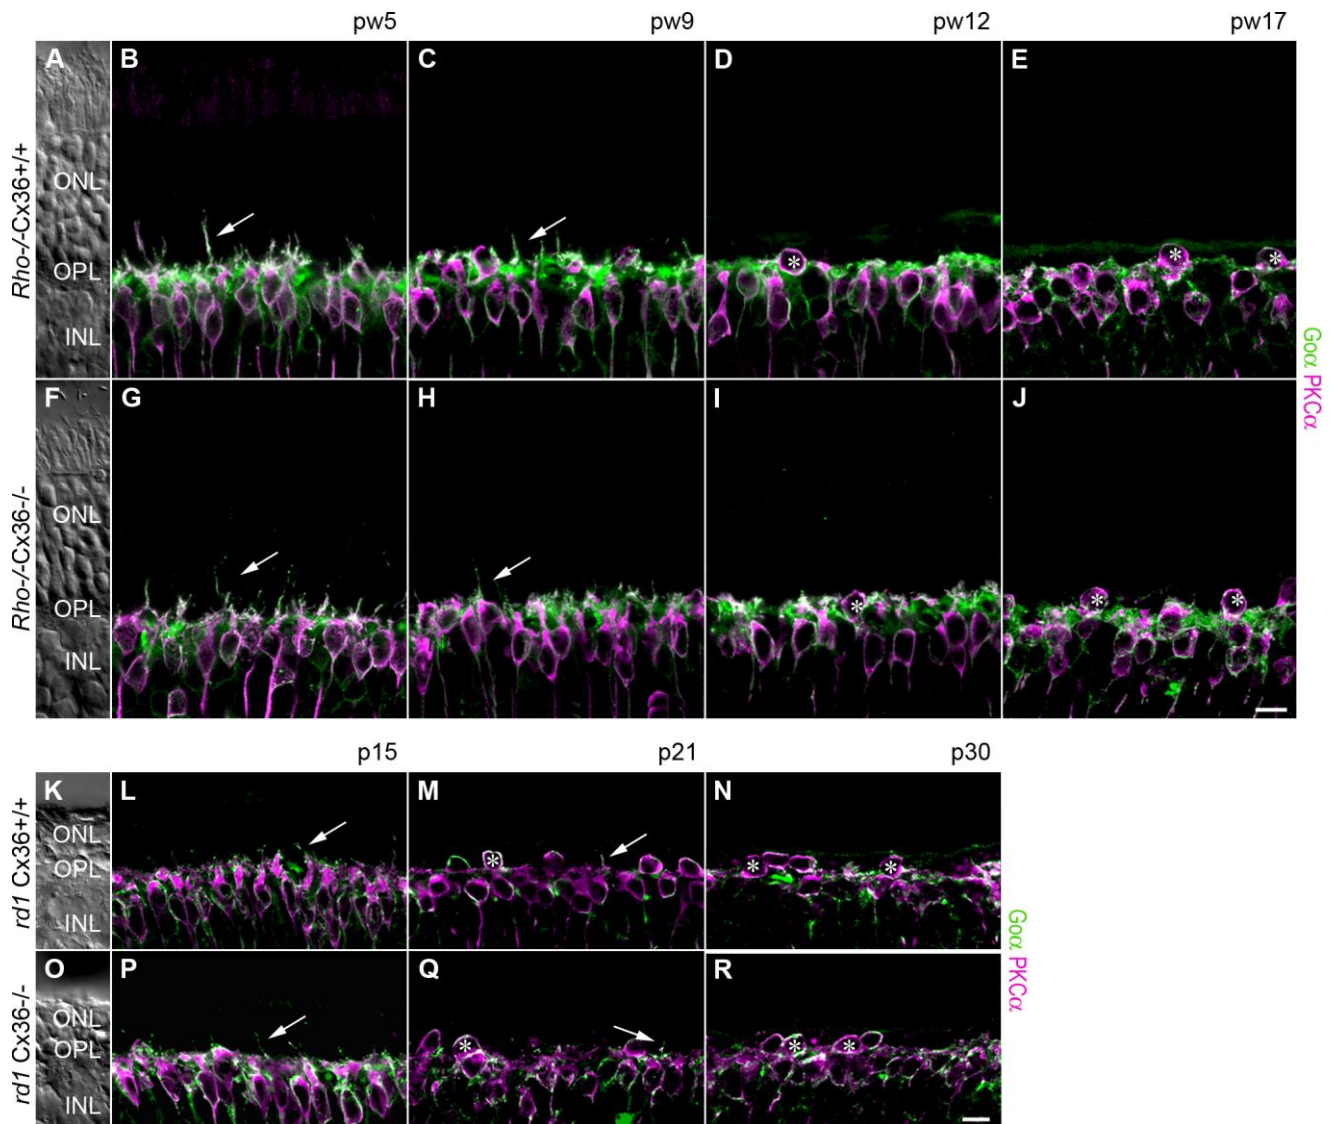 pw5 pw9 pw12 pw17
A B C D E
Rho-/-Cx36+/+
ONL
* * *
OPL
INL
F G H I J
Rho-/-Cx36-/-
ONL
* * *
OPL
INL
Goα PKCα
p15 p21 p30
K L M N
rd1 Cx36+/+
ONL
* * *
OPL
INL
O P Q R
rd1 Cx36-/-
ONL
* * *
OPL
INL
Goα PKCα